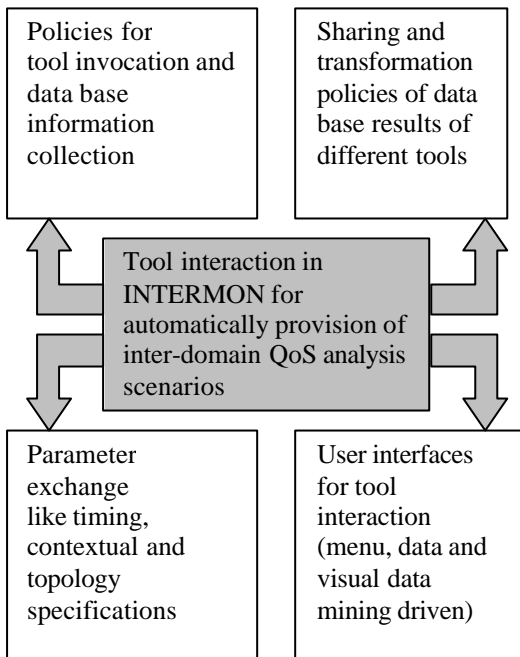 Policies for
tool invocation and
data base
information
collection
Sharing and
transformation
policies of data
base results of
different tools
Tool interaction in
INTERMON for
automatically provision of
inter-domain QoS analysis
scenarios
Parameter
exchange
like timing,
contextual and
topology
specifications
User interfaces
for tool
interaction
(menu, data and
visual data
mining driven)